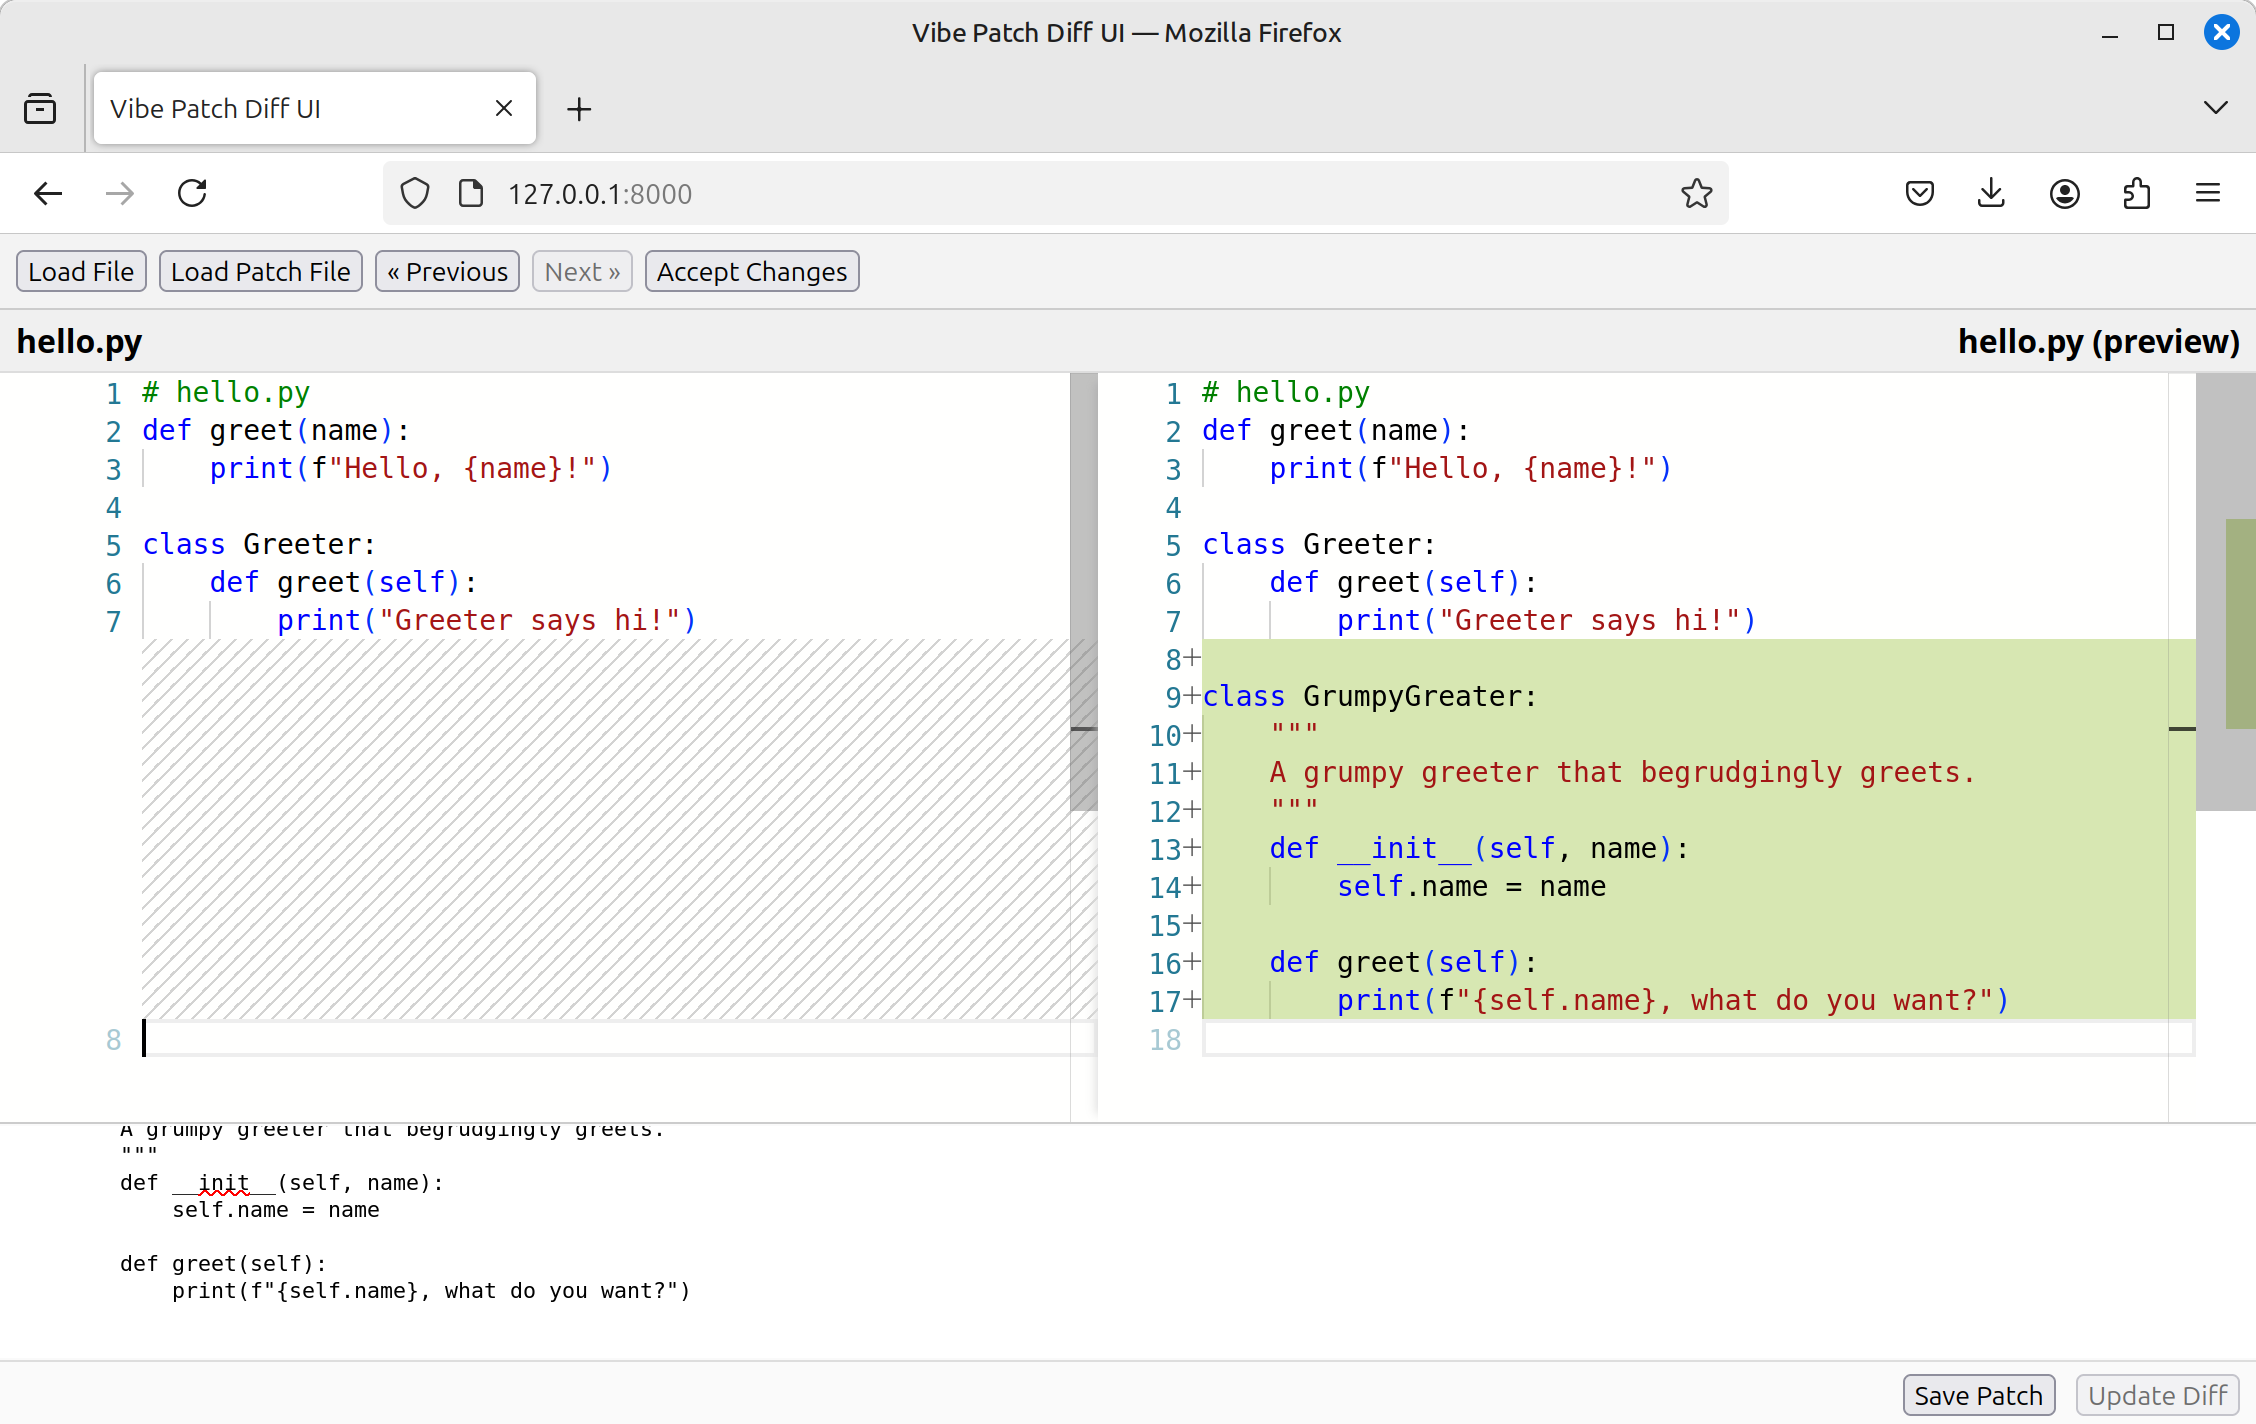 Vibe Patch Diff UI — Mozilla Firefox
Vibe Patch Diff UI
127.0.0.1:8000
Load File Load Patch File « Previous Next » Accept Changes
hello.py
hello.py (preview)
1 # hello.py
2 def greet(name):
3     print(f"Hello, {name}!")
4
5 class Greeter:
6     def greet(self):
7         print("Greeter says hi!")
8
1 # hello.py
2 def greet(name):
3     print(f"Hello, {name}!")
4
5 class Greeter:
6     def greet(self):
7         print("Greeter says hi!")
8+
9+ class GrumpyGreater:
10+     """
11+     A grumpy greeter that begrudgingly greets.
12+     """
13+     def __init__(self, name):
14+         self.name = name
15+
16+     def greet(self):
17+         print(f"{self.name}, what do you want?")
18
A grumpy greeter that begrudgingly greets.
"""
def __init__(self, name):
    self.name = name
def greet(self):
    print(f"{self.name}, what do you want?")
Save Patch Update Diff